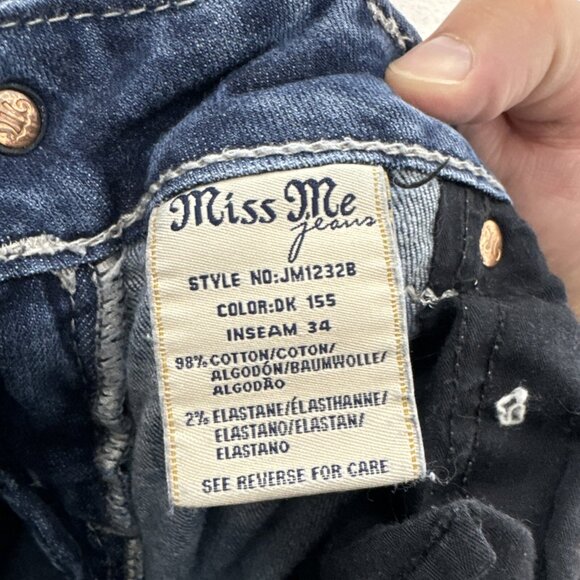 Miss Me
jeans
STYLE NO:JM1232B
COLOR:DK 155
INSEAM 34
98% COTTON/COTON/
ALGODÓN/BAUMWOLLE/
ALGODÃO
2% ELASTANE/ÉLASTHANNE/
ELASTANO/ELASTAN/
ELASTANO
SEE REVERSE FOR CARE